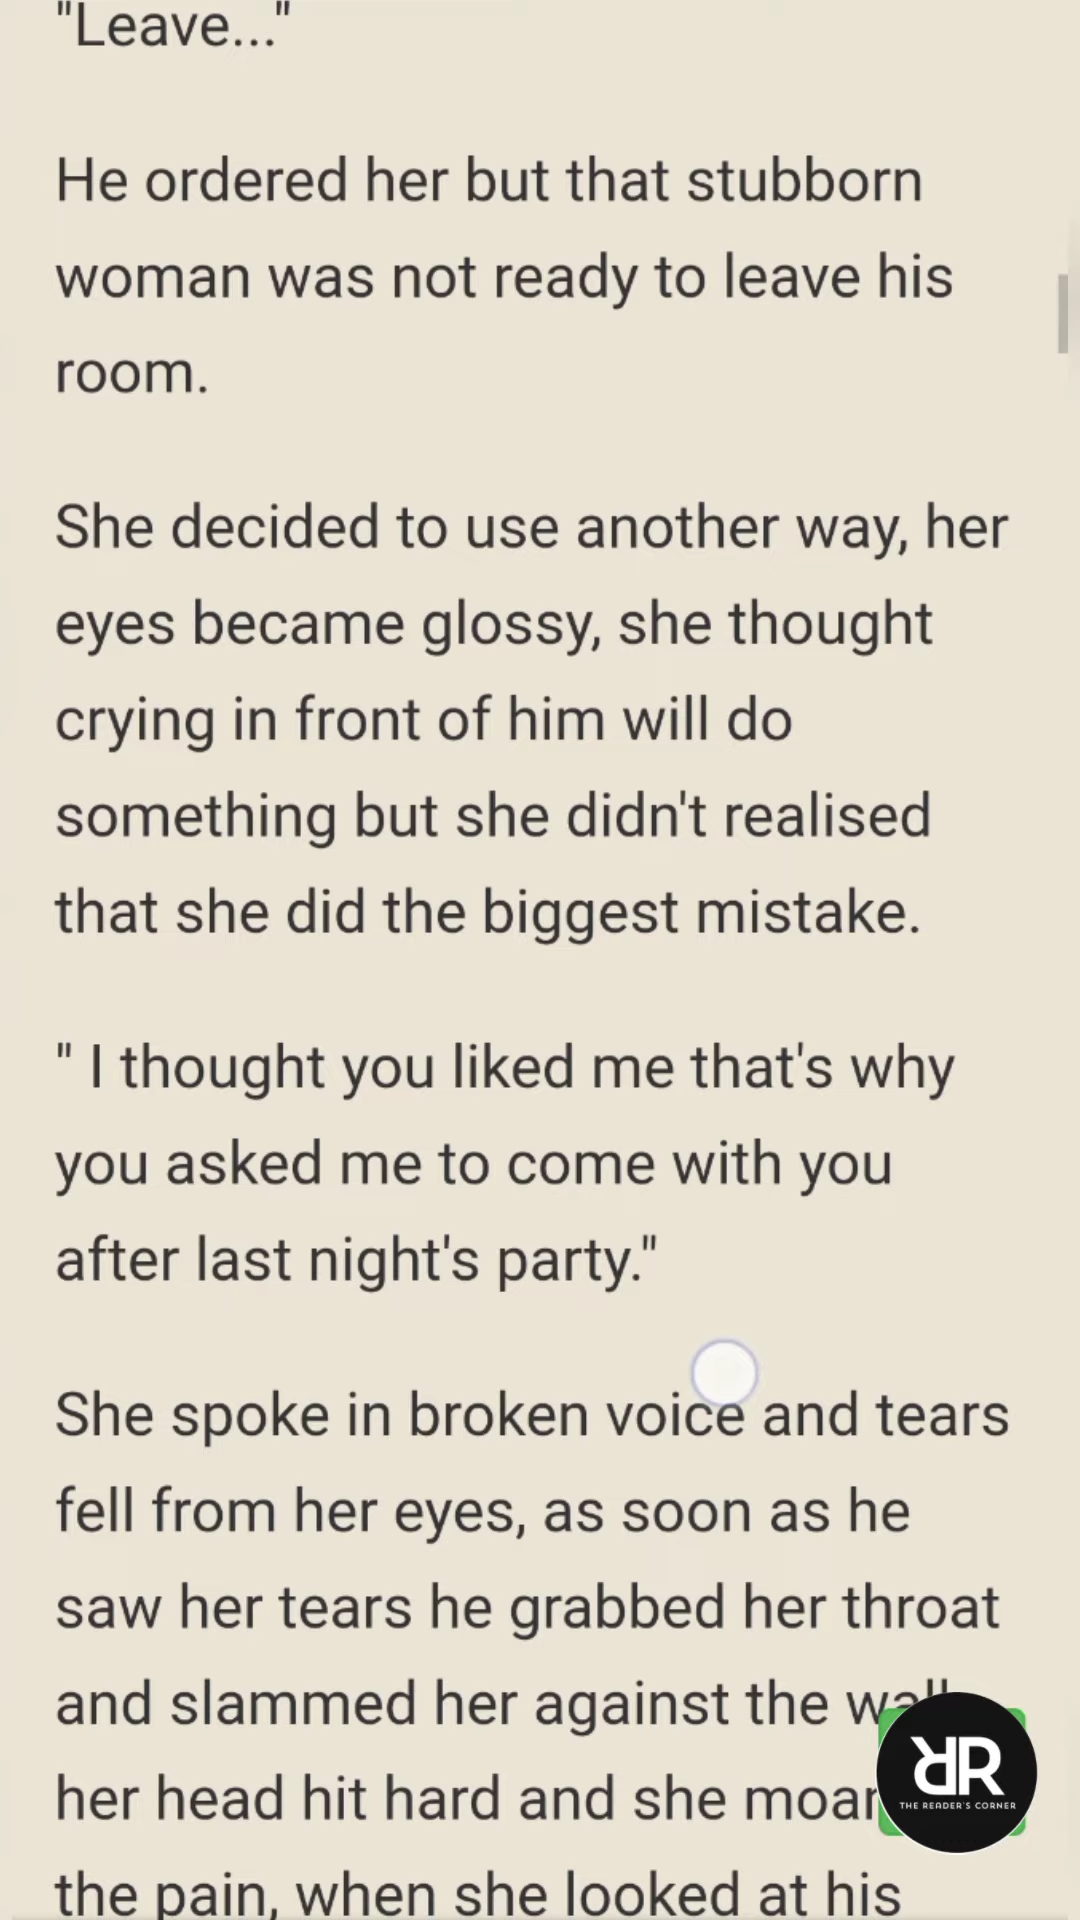 "Leave..."
He ordered her but that stubborn
woman was not ready to leave his
room.
She decided to use another way, her
eyes became glossy, she thought
crying in front of him will do
something but she didn't realised
that she did the biggest mistake.
" I thought you liked me that's why
you asked me to come with you
after last night's party."
She spoke in broken voice and tears
fell from her eyes, as soon as he
saw her tears he grabbed her throat
and slammed her against the wall
her head hit hard and she
the pain, when she looked at his
RR
THE READER'S CORNER